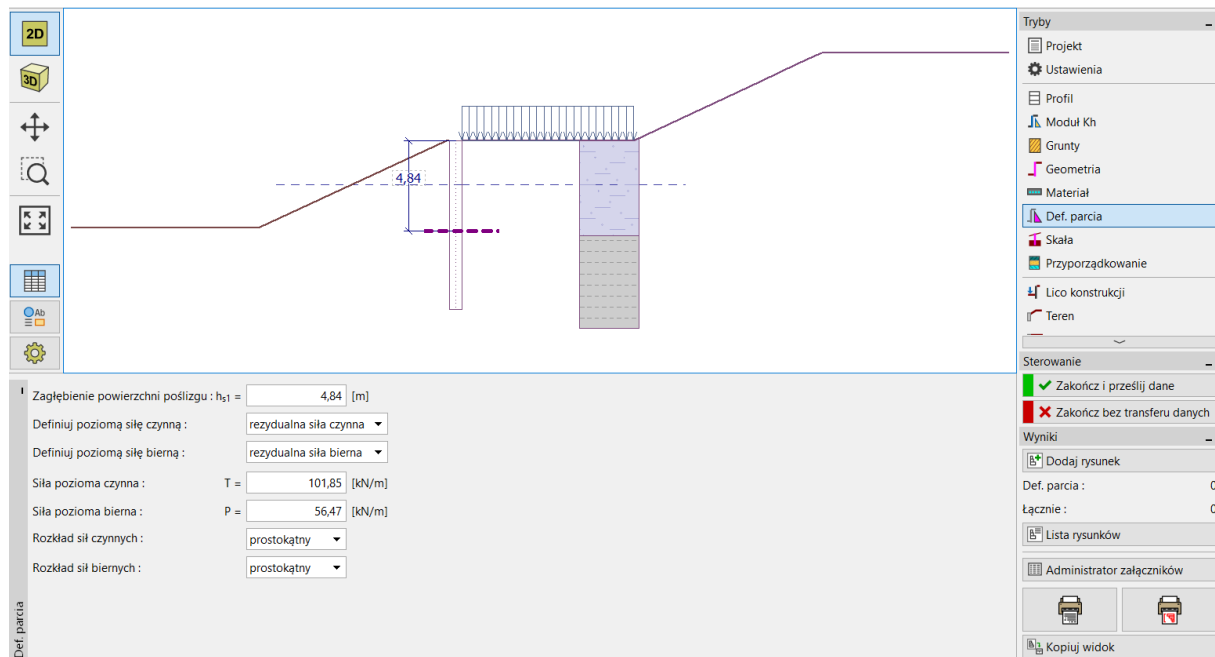 2D
3D
Ab
4,84
Def. parcia
Zagłębienie powierzchni poślizgu : hs1 = 4,84 [m]
Definiuj poziomą siłę czynną : rezydualna siła czynna
Definiuj poziomą siłę bierną : rezydualna siła bierna
Siła pozioma czynna : T = 101,85 [kN/m]
Siła pozioma bierna : P = 56,47 [kN/m]
Rozkład sił czynnych : prostokątny
Rozkład sił biernych : prostokątny
Tryby
Projekt
Ustawienia
Profil
Moduł Kh
Grunty
Geometria
Materiał
Def. parcia
Skała
Przyporządkowanie
Lico konstrukcji
Teren
Sterowanie
Zakończ i prześlij dane
Zakończ bez transferu danych
Wyniki
Dodaj rysunek
Def. parcia : 0
Łącznie : 0
Lista rysunków
Administrator załączników
Kopiuj widok